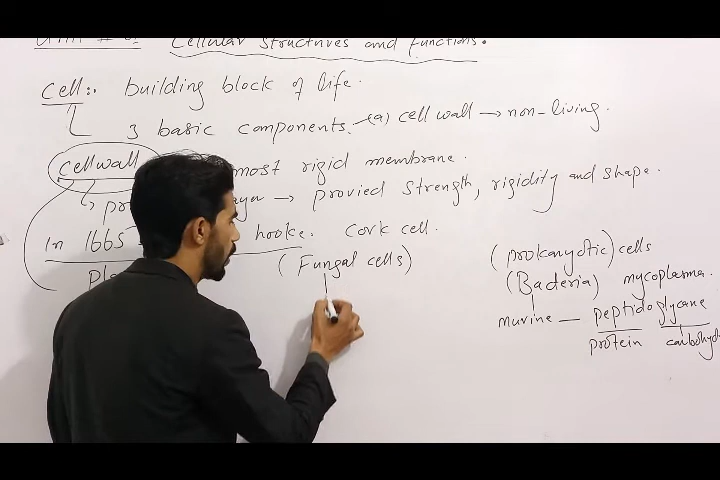 Cellular structures and functions.
Cell:. building block of life.
3 basic components. (a) cell wall → non-living.
cellwall most rigid membrane.
→ provied strength, rigidity and shape.
In 1665 hooke. Cork cell.
(Fungal cells)
(prokaryotic) cells
(Bacteria) mycoplasma.
murine — peptidoglycane
protein carbohyd